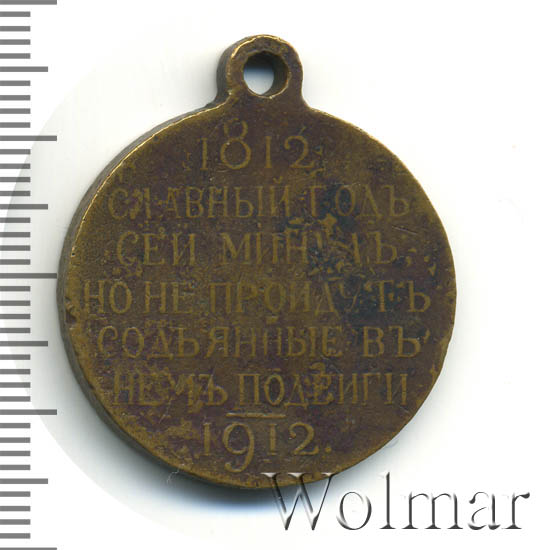 1812
СЛАВНЫЙ ГОДЪ
СЕЙ МИНУЛЪ,
НО НЕ ПРОЙДУТЪ
СОДѢЯННЫЕ ВЪ
НЕМЪ ПОДВИГИ
1912.
Wolmar